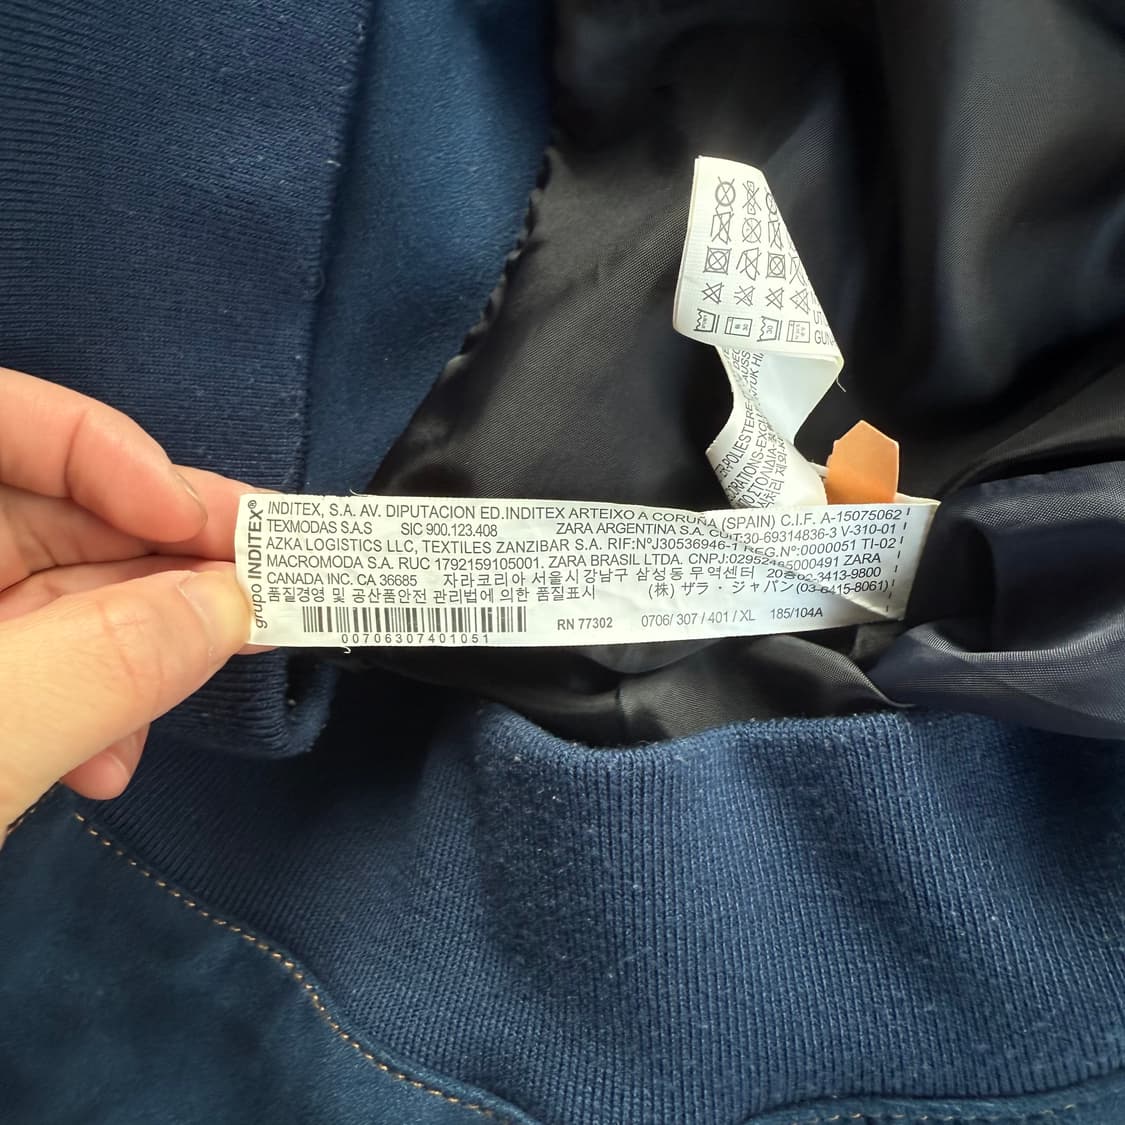 grupo INDITEX®
INDITEX, S.A. AV. DIPUTACION ED.INDITEX ARTEIXO A CORUÑA (SPAIN) C.I.F. A-15075062
TEXMODAS S.A.S SIC 900.123.408 ZARA ARGENTINA S.A. CUIT:30-69314836-3 V-310-01
AZKA LOGISTICS LLC, TEXTILES ZANZIBAR S.A. RIF:NºJ30536946-1 REG.Nº:0000051 TI-02
MACROMODA S.A. RUC 1792159105001. ZARA BRASIL LTDA. ZARA
CANADA INC. CA 36685 자라코리아 서울시강남구 삼성동 무역센터
품질경영 및 공산품안전 관리법에 의한 품질표시 (株) ザラ・ジャパン(03-6415-8061)
00706307401051
RN 77302 0706/ 307 / 401 / XL 185/104A